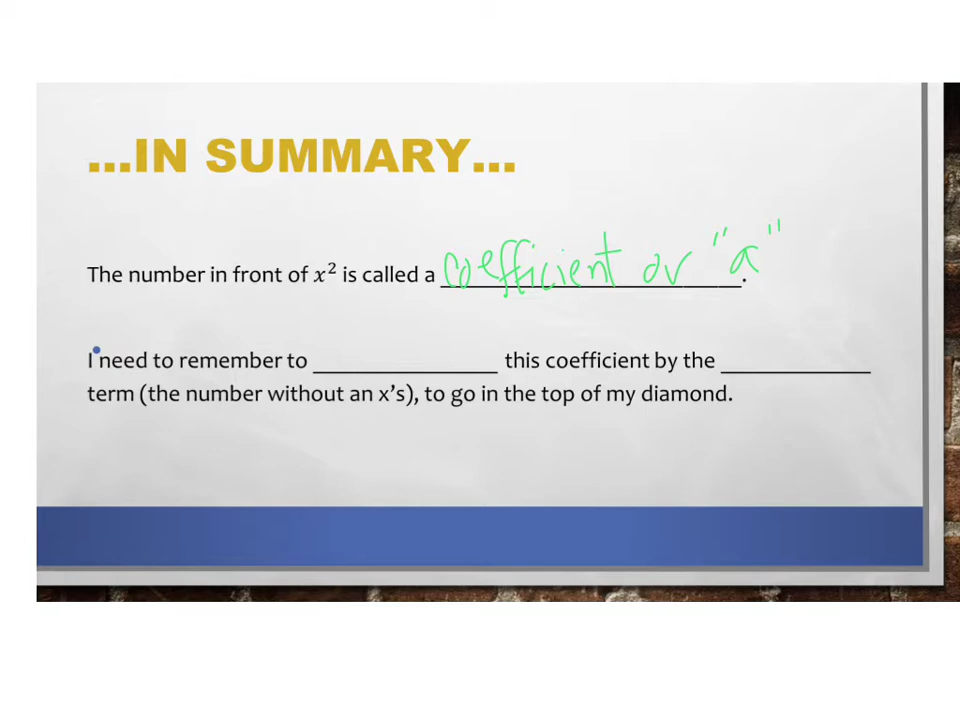 ...IN SUMMARY...
The number in front of x² is called a coefficient or "a".
I need to remember to ________________ this coefficient by the _____________
term (the number without an x's), to go in the top of my diamond.